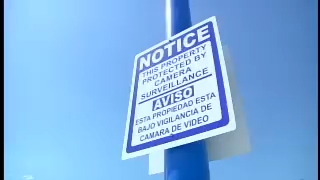 NOTICE
THIS PROPERTY
PROTECTED BY
CAMERA
SURVEILLANCE
AVISO
ESTA PROPIEDAD ESTA
BAJO VIGILANCIA DE
CAMARA DE VIDEO